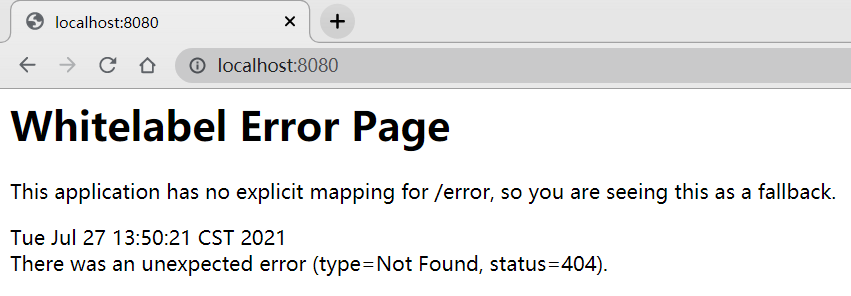 localhost:8080
localhost:8080
Whitelabel Error Page
This application has no explicit mapping for /error, so you are seeing this as a fallback.
Tue Jul 27 13:50:21 CST 2021
There was an unexpected error (type=Not Found, status=404).